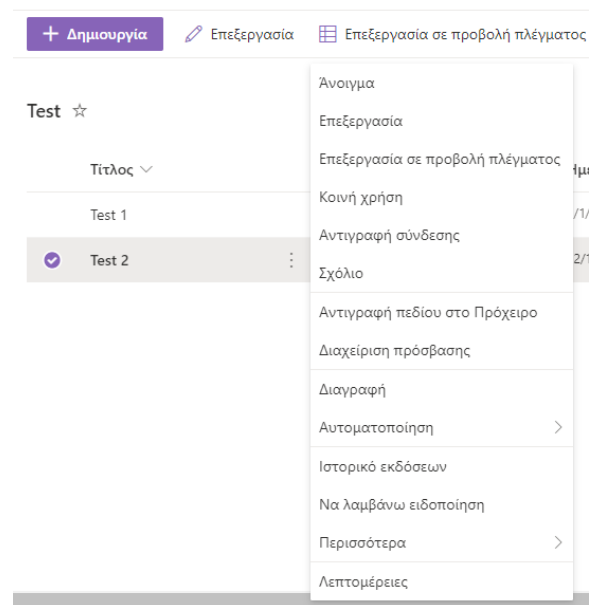 Δημιουργία Επεξεργασία Επεξεργασία σε προβολή πλέγματος
Test
Τίτλος
Test 1
Test 2
Άνοιγμα
Επεξεργασία
Επεξεργασία σε προβολή πλέγματος
Κοινή χρήση
Αντιγραφή σύνδεσης
Σχόλιο
Αντιγραφή πεδίου στο Πρόχειρο
Διαχείριση πρόσβασης
Διαγραφή
Αυτοματοποίηση
Ιστορικό εκδόσεων
Να λαμβάνω ειδοποίηση
Περισσότερα
Λεπτομέρειες